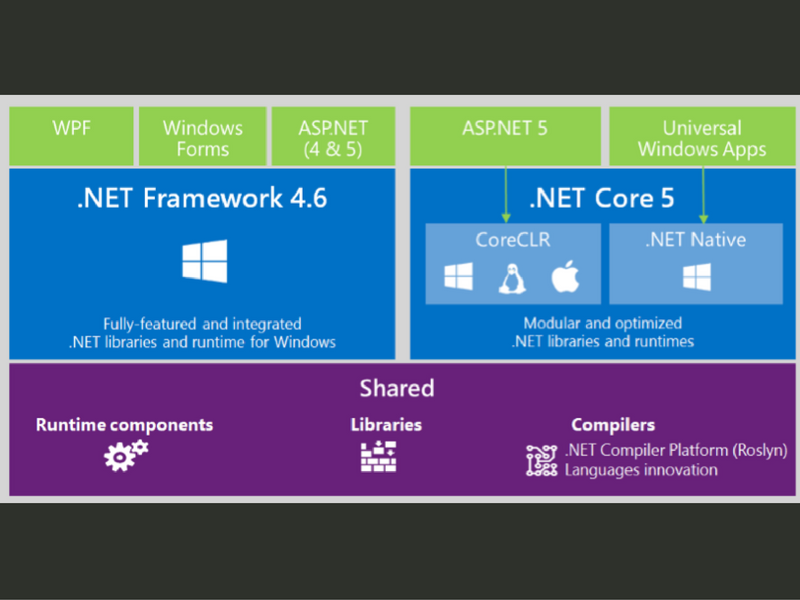 WPF
Windows
Forms
ASP.NET
(4 & 5)
ASP.NET 5
Universal
Windows Apps
.NET Framework 4.6
Fully-featured and integrated
.NET libraries and runtime for Windows
.NET Core 5
CoreCLR
.NET Native
Modular and optimized
.NET libraries and runtimes
Shared
Runtime components
Libraries
Compilers
.NET Compiler Platform (Roslyn)
Languages innovation